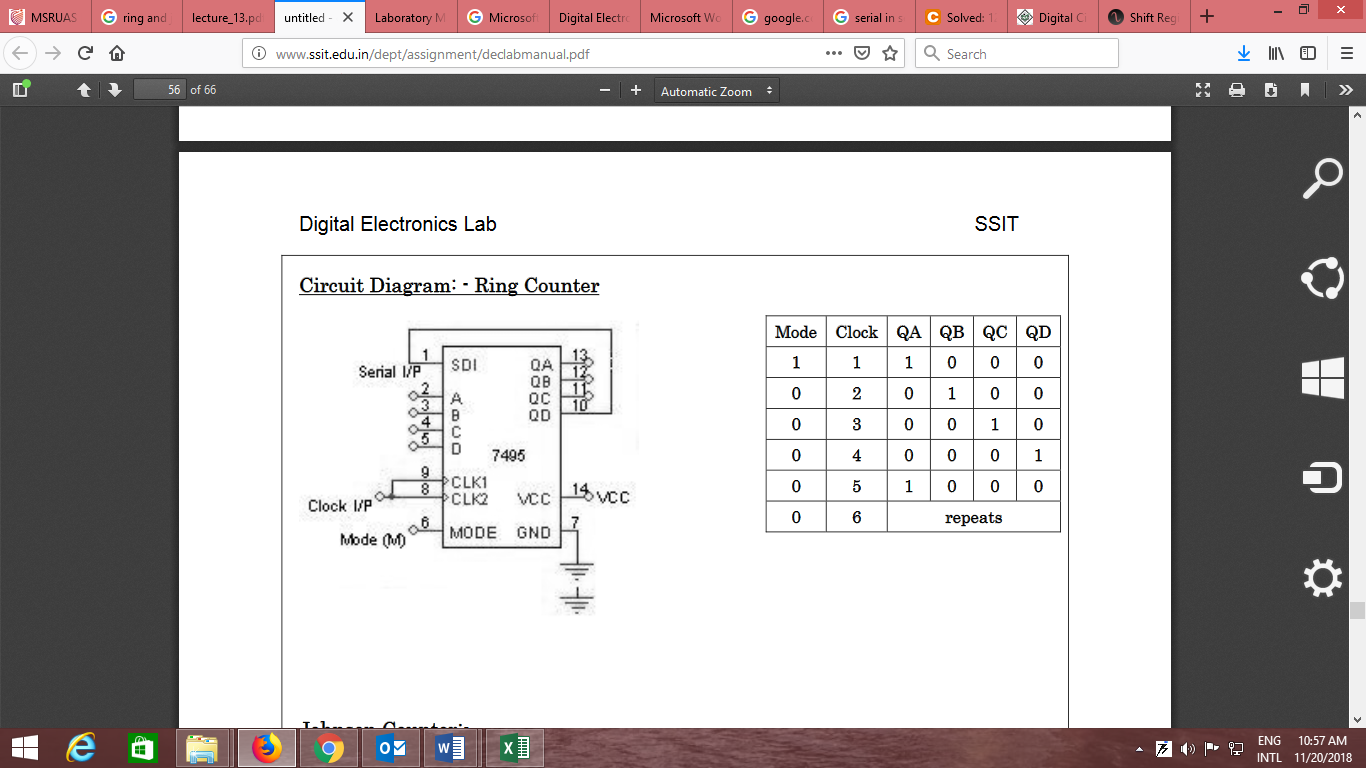 MSRUAS
ring and
lecture_13.pd
untitled -
Laboratory M
Microsof
Digital Electro
Microsoft Wo
google.c
serial in s
Solved: 1
Digital Ci
Shift Reg
www.ssit.edu.in/dept/assignment/declabmanual.pdf
Search
56 of 66
Automatic Zoom
Digital Electronics Lab SSIT
Circuit Diagram: - Ring Counter
1 SDI QA 13
Serial I/P QB 12
2 A QC 11
3 B QD 10
4 C
5 D
7495
9 CLK1
8 CLK2 VCC 14 VCC
Clock I/P
6 MODE GND 7
Mode (M)
Mode Clock QA QB QC QD
1 1 1 0 0 0
0 2 0 1 0 0
0 3 0 0 1 0
0 4 0 0 0 1
0 5 1 0 0 0
0 6 repeats
Johnson Counter:-
ENG 10:57 AM
INTL 11/20/2018